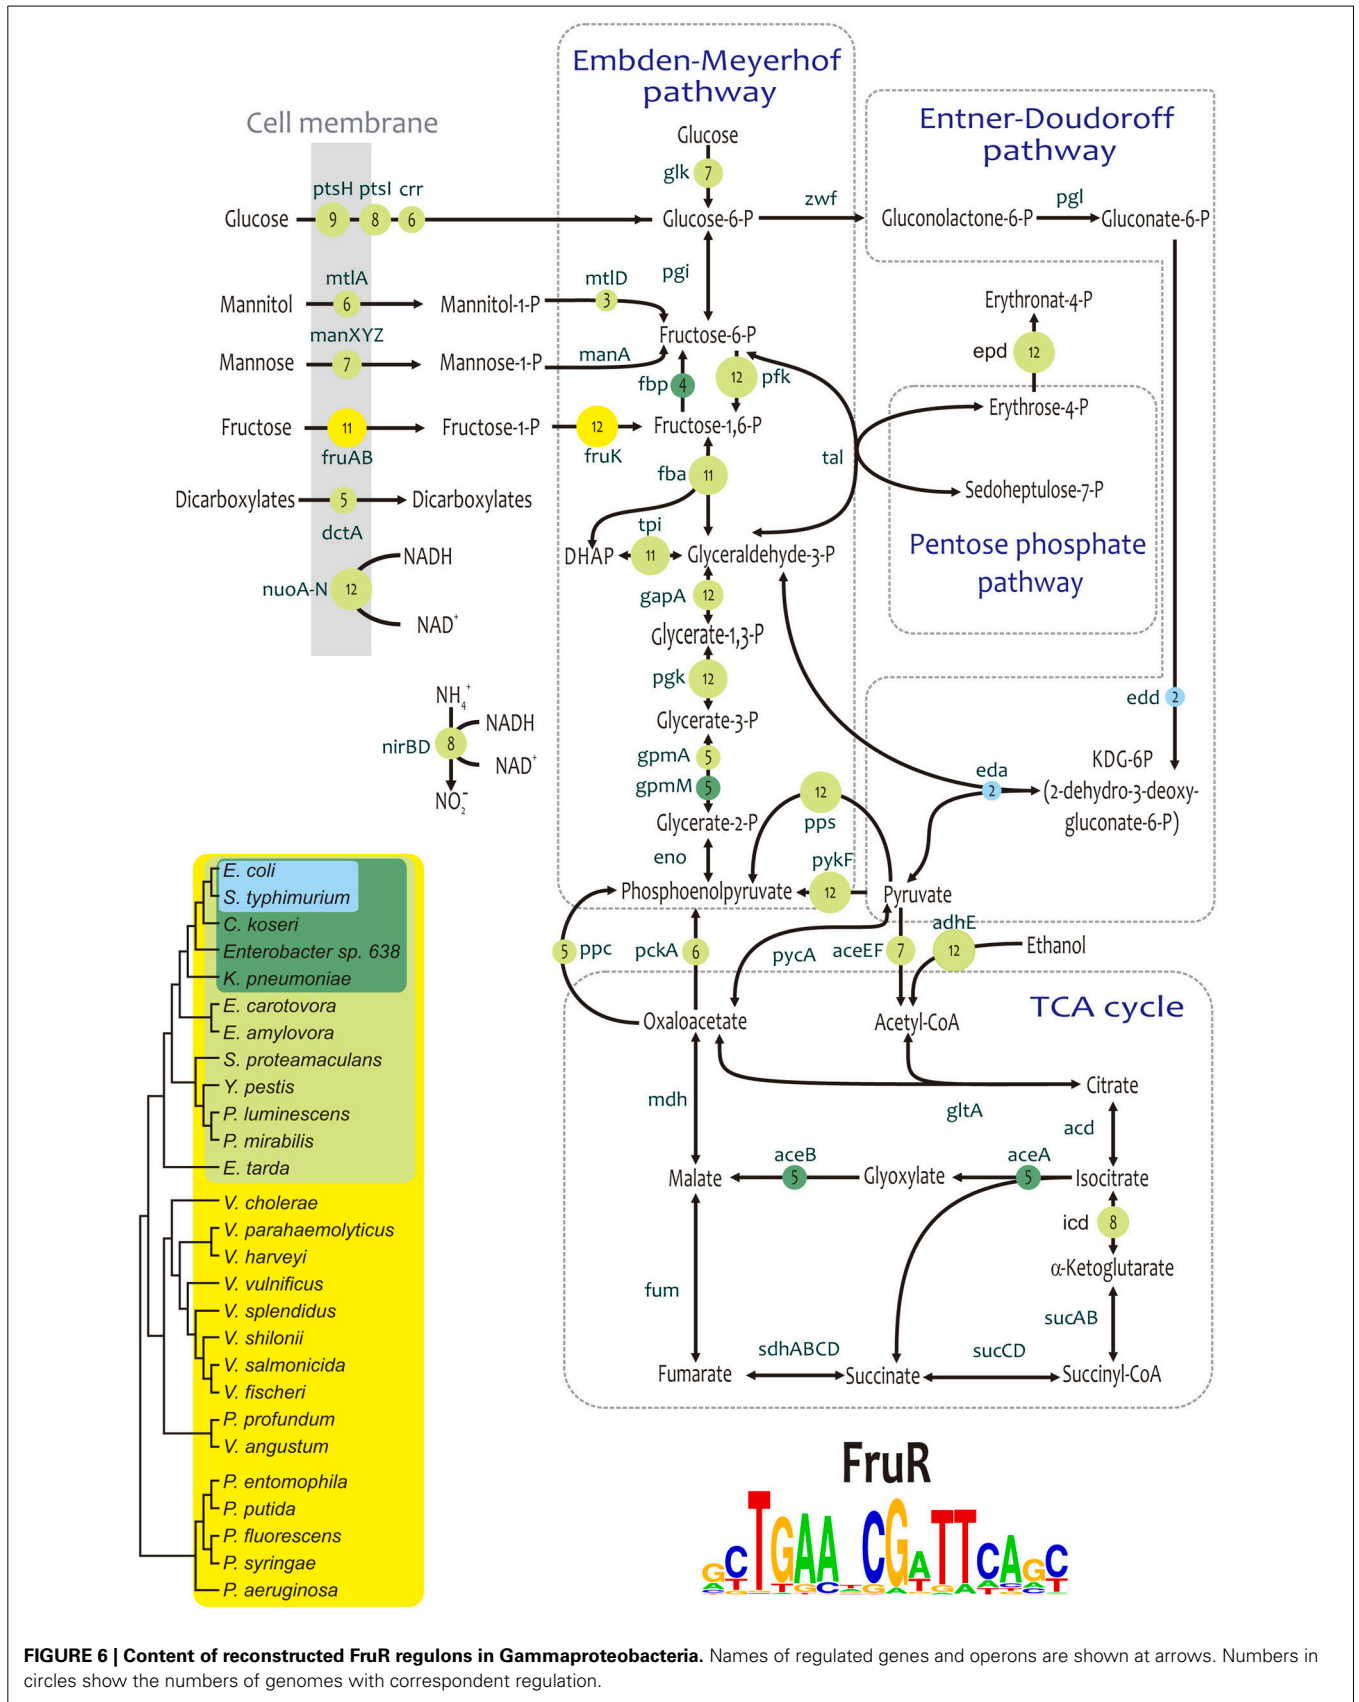 Embden-Meyerhof
pathway
Entner-Doudoroff
pathway
Cell membrane
Glucose
glk
7
ptsH
ptsI
crr
Glucose
9
8
6
Glucose-6-P
zwf
Gluconolactone-6-P
pgl
Gluconate-6-P
pgi
mtlA
Mannitol
6
Mannitol-1-P
mtlD
3
Erythronat-4-P
manXYZ
Mannose
7
Mannose-1-P
manA
Fructose-6-P
epd
12
fbp
4
12
pfk
Fructose
11
fruAB
Fructose-1-P
12
fruK
Fructose-1,6-P
Erythrose-4-P
fba
11
tal
Dicarboxylates
5
dctA
Dicarboxylates
Sedoheptulose-7-P
tpi
DHAP
11
Glyceraldehyde-3-P
Pentose phosphate
pathway
NADH
nuoA-N
12
NAD+
gapA
12
Glycerate-1,3-P
pgk
12
NH4+
NADH
nirBD
8
NAD+
NO2-
Glycerate-3-P
edd
2
gpmA
5
gpmM
5
KDG-6P
(2-dehydro-3-deoxy-
gluconate-6-P)
eda
2
12
pps
Glycerate-2-P
eno
pykF
Phosphoenolpyruvate
12
Pyruvate
5
ppc
pckA
6
pycA
aceEF
7
adhE
12
Ethanol
TCA cycle
Oxaloacetate
Acetyl-CoA
Citrate
mdh
gltA
acd
Malate
aceB
5
Glyoxylate
aceA
5
Isocitrate
icd
8
α-Ketoglutarate
fum
sucAB
Fumarate
sdhABCD
Succinate
sucCD
Succinyl-CoA
E. coli
S. typhimurium
C. koseri
Enterobacter sp. 638
K. pneumoniae
E. carotovora
E. amylovora
S. proteamaculans
Y. pestis
P. luminescens
P. mirabilis
E. tarda
V. cholerae
V. parahaemolyticus
V. harveyi
V. vulnificus
V. splendidus
V. shilonii
V. salmonicida
V. fischeri
P. profundum
V. angustum
P. entomophila
P. putida
P. fluorescens
P. syringae
P. aeruginosa
FruR
GCTGAA CGATTCAGC
FIGURE 6 | Content of reconstructed FruR regulons in Gammaproteobacteria. Names of regulated genes and operons are shown at arrows. Numbers in
circles show the numbers of genomes with correspondent regulation.